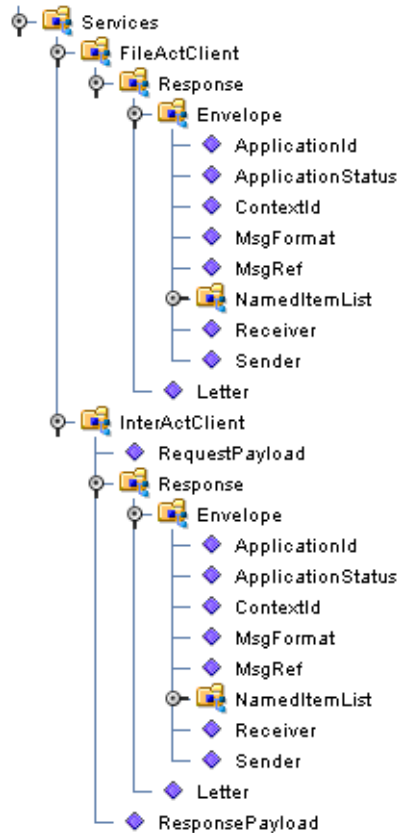 Services
FileActClient
Response
Envelope
ApplicationId
ApplicationStatus
ContextId
MsgFormat
MsgRef
NamedItemList
Receiver
Sender
Letter
InterActClient
RequestPayload
Response
Envelope
ApplicationId
ApplicationStatus
ContextId
MsgFormat
MsgRef
NamedItemList
Receiver
Sender
Letter
ResponsePayload